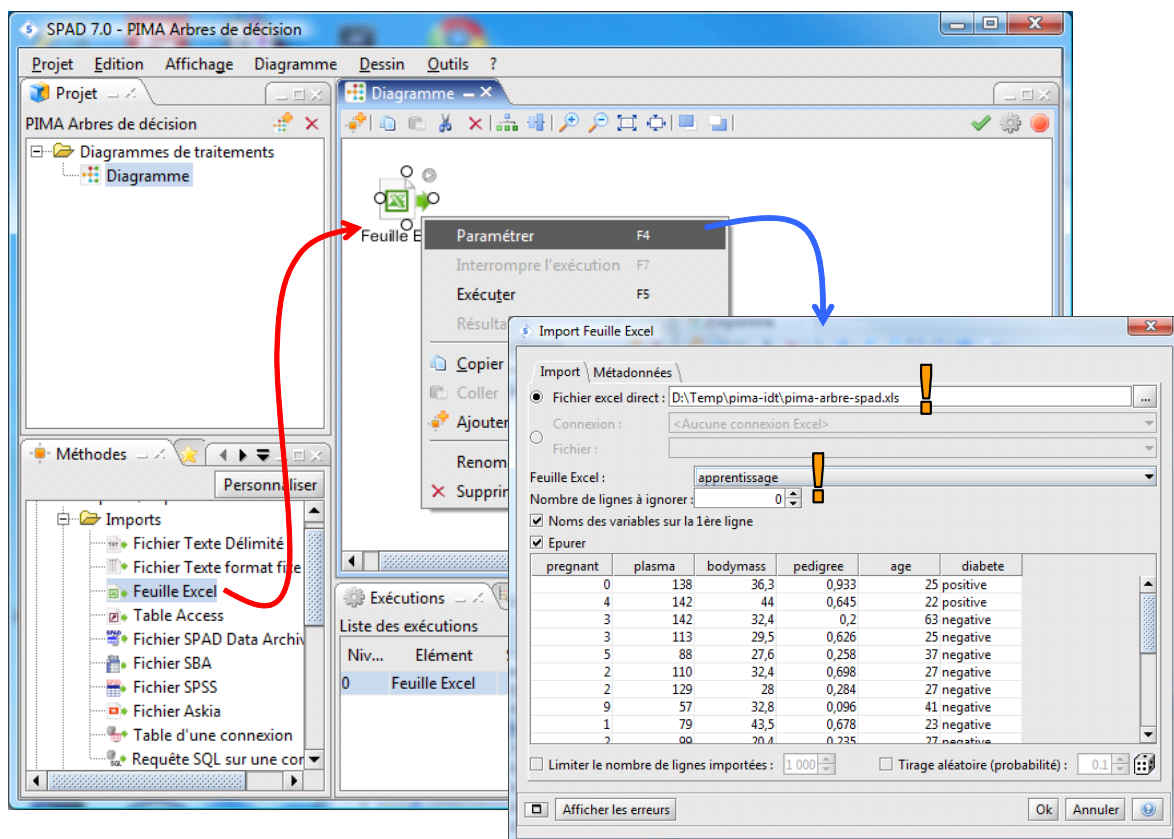 SPAD 7.0 - PIMA Arbres de décision
Projet Edition Affichage Diagramme Dessin Outils ?
Projet
Diagramme
PIMA Arbres de décision
Diagrammes de traitements
Diagramme
Feuille E
Paramétrer F4
Interrompre l'exécution F7
Exécuter F5
Résulta
Copier
Coller
Ajouter
Renom
Supprin
Méthodes
Personnaliser
Imports
Fichier Texte Délimité
Fichier Texte format fixe
Feuille Excel
Table Access
Fichier SPAD Data Archiv
Fichier SBA
Fichier SPSS
Fichier Askia
Table d'une connexion
Requête SQL sur une con
Exécutions
Liste des exécutions
Niv... Elément
0 Feuille Excel
Import Feuille Excel
Import Métadonnées
Fichier excel direct : D:\Temp\pima-idt\pima-arbre-spad.xls ...
Connexion : <Aucune connexion Excel>
Fichier :
Feuille Excel : apprentissage
Nombre de lignes à ignorer : 0
Noms des variables sur la 1ère ligne
Epurer
pregnant plasma bodymass pedigree age diabete
0 138 36,3 0,933 25 positive
4 142 44 0,645 22 positive
3 142 32,4 0,2 63 negative
3 113 29,5 0,626 25 negative
5 88 27,6 0,258 37 negative
2 110 32,4 0,698 27 negative
2 129 28 0,284 27 negative
9 57 32,8 0,096 41 negative
1 79 43,5 0,678 23 negative
2 99 20,4 0,235 27 negative
Limiter le nombre de lignes importées : 1 000 Tirage aléatoire (probabilité) : 0.1
Afficher les erreurs Ok Annuler